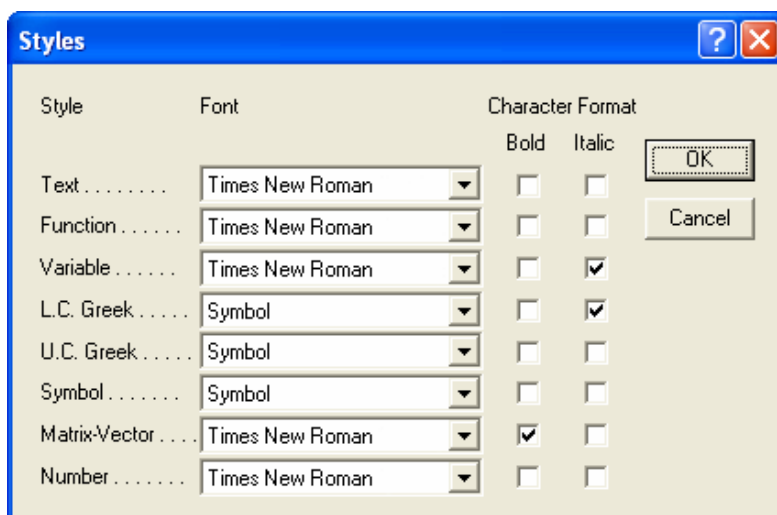 Styles
Style Font Character Format
Bold Italic
OK
Text . . . . . . . . Times New Roman
Function . . . . . . Times New Roman
Cancel
Variable . . . . . . Times New Roman
L.C. Greek . . . . . Symbol
U.C. Greek . . . . . Symbol
Symbol . . . . . . . Symbol
Matrix-Vector . . . . Times New Roman
Number . . . . . . . Times New Roman